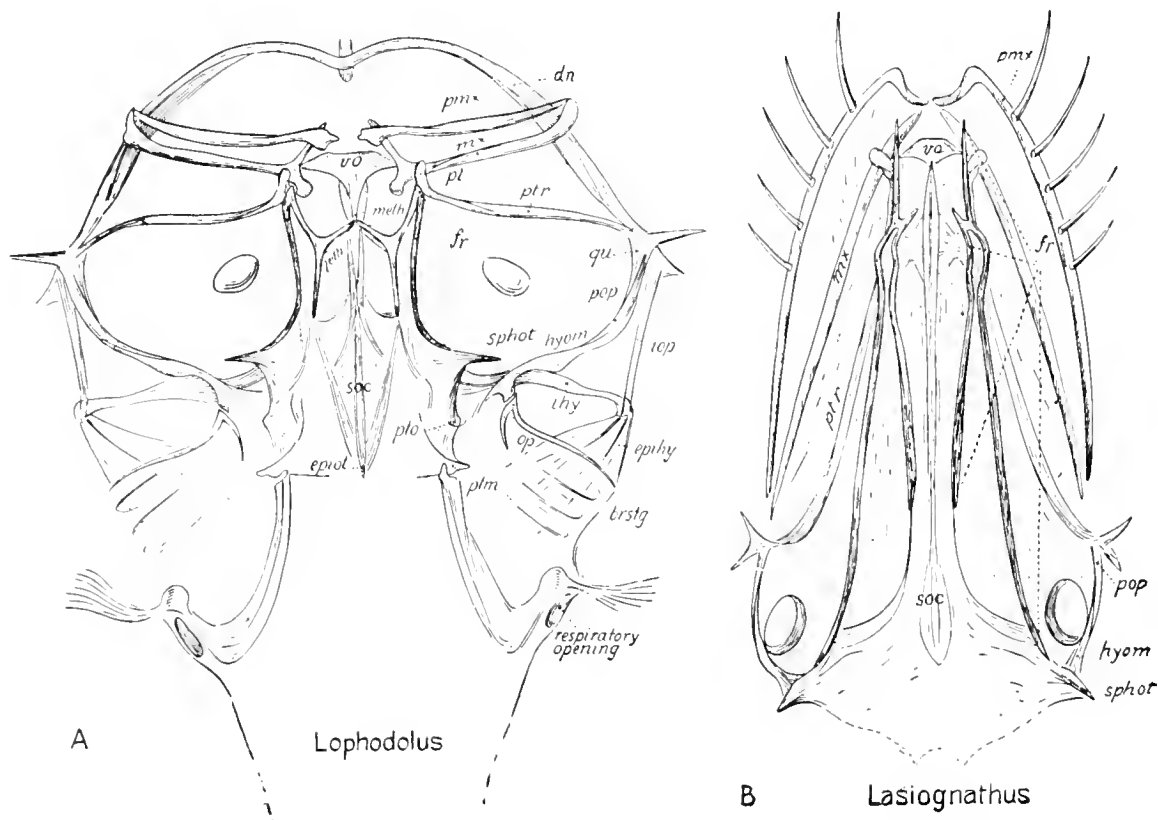 dn
pmx
mx
vo
pl
ptr
meth
fr
qu
pop
sphot
hyom
iop
soc
ihy
pto
op
epihy
epiot
ptm
brstg
respiratory
opening
A
Lophodolus
pmx
vo
fr
mx
ptr
soc
pop
hyom
sphot
B
Lasiognathus